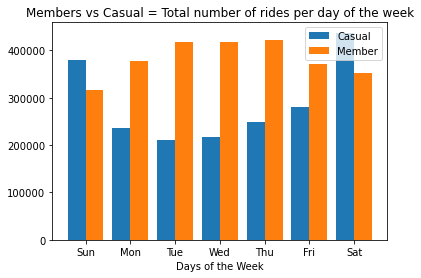 Members vs Casual = Total number of rides per day of the week
Casual
Member
400000
300000
200000
100000
0
Sun Mon Tue Wed Thu Fri Sat
Days of the Week